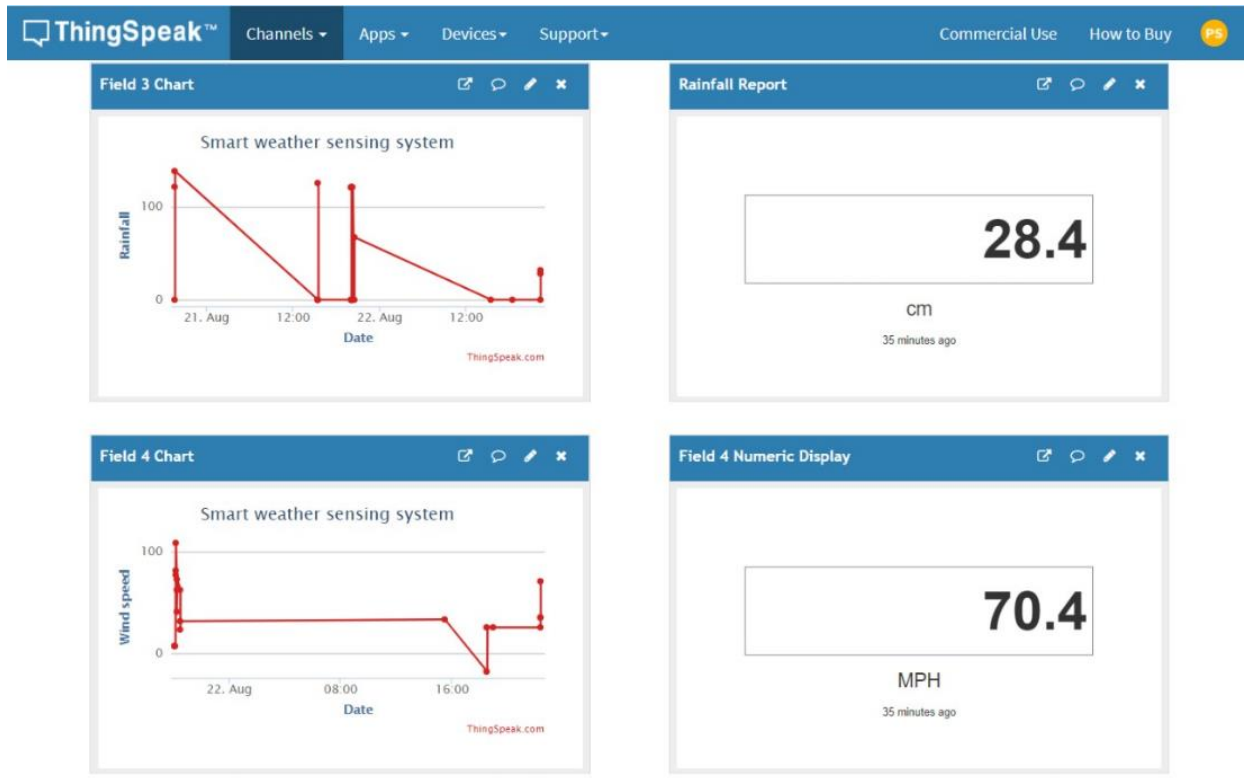 ThingSpeak™ Channels Apps Devices Support Commercial Use How to Buy PS
Field 3 Chart
Smart weather sensing system
Rainfall
100
0
21. Aug 12:00 22. Aug 12:00
Date
ThingSpeak.com
Rainfall Report
28.4
cm
35 minutes ago
Field 4 Chart
Smart weather sensing system
Wind speed
100
0
22. Aug 08:00 16:00
Date
ThingSpeak.com
Field 4 Numeric Display
70.4
MPH
35 minutes ago